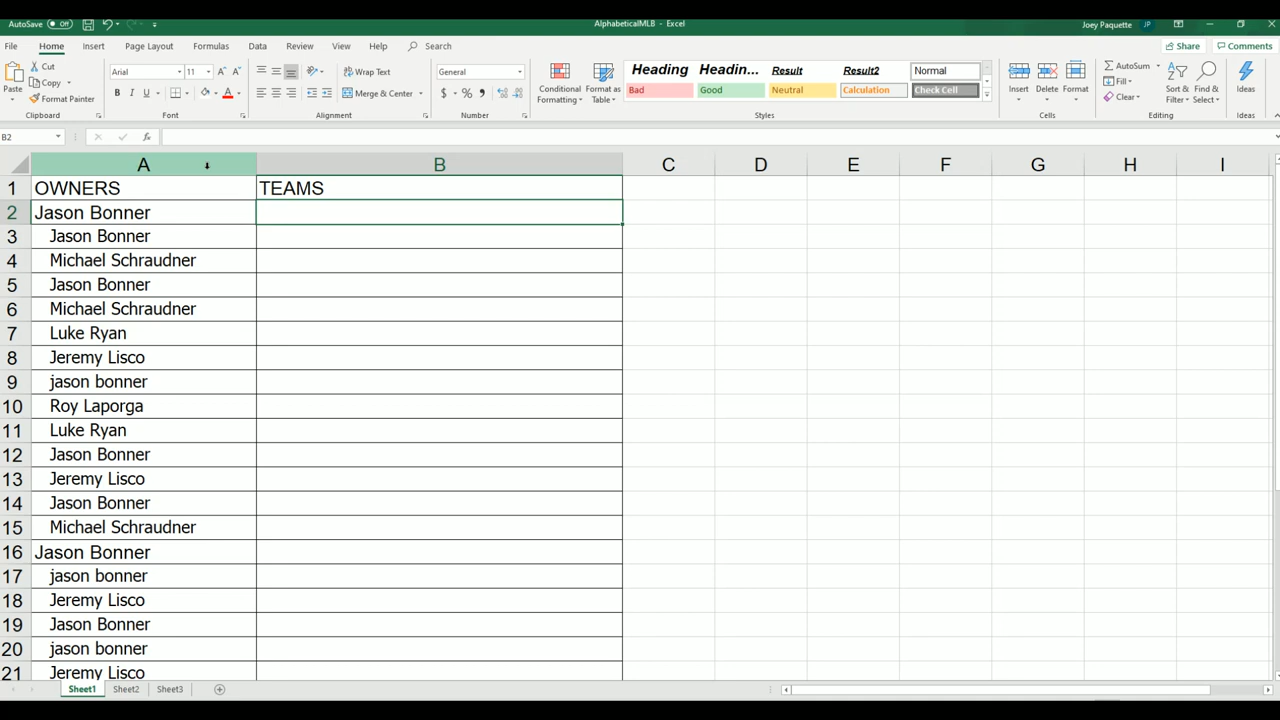 AutoSave Off
AlphabeticalMLB - Excel
Joey Paquette JP
File Home Insert Page Layout Formulas Data Review View Help Search
Share Comments
Paste
Cut
Copy
Format Painter
Clipboard
Arial 11 A A
B I U A
Font
Wrap Text
Merge & Center
Alignment
General
$ % 9
Number
Conditional Formatting
Format as Table
Heading Headin... Result Result2 Normal
Bad Good Neutral Calculation Check Cell
Styles
Insert Delete Format
Cells
AutoSum
Fill
Clear
Sort & Filter
Find & Select
Editing
Ideas
Ideas
B2 fx
A B C D E F G H I
1 OWNERS TEAMS
2 Jason Bonner
3 Jason Bonner
4 Michael Schraudner
5 Jason Bonner
6 Michael Schraudner
7 Luke Ryan
8 Jeremy Lisco
9 jason bonner
10 Roy Laporga
11 Luke Ryan
12 Jason Bonner
13 Jeremy Lisco
14 Jason Bonner
15 Michael Schraudner
16 Jason Bonner
17 jason bonner
18 Jeremy Lisco
19 Jason Bonner
20 jason bonner
21 Jeremy Lisco
Sheet1 Sheet2 Sheet3